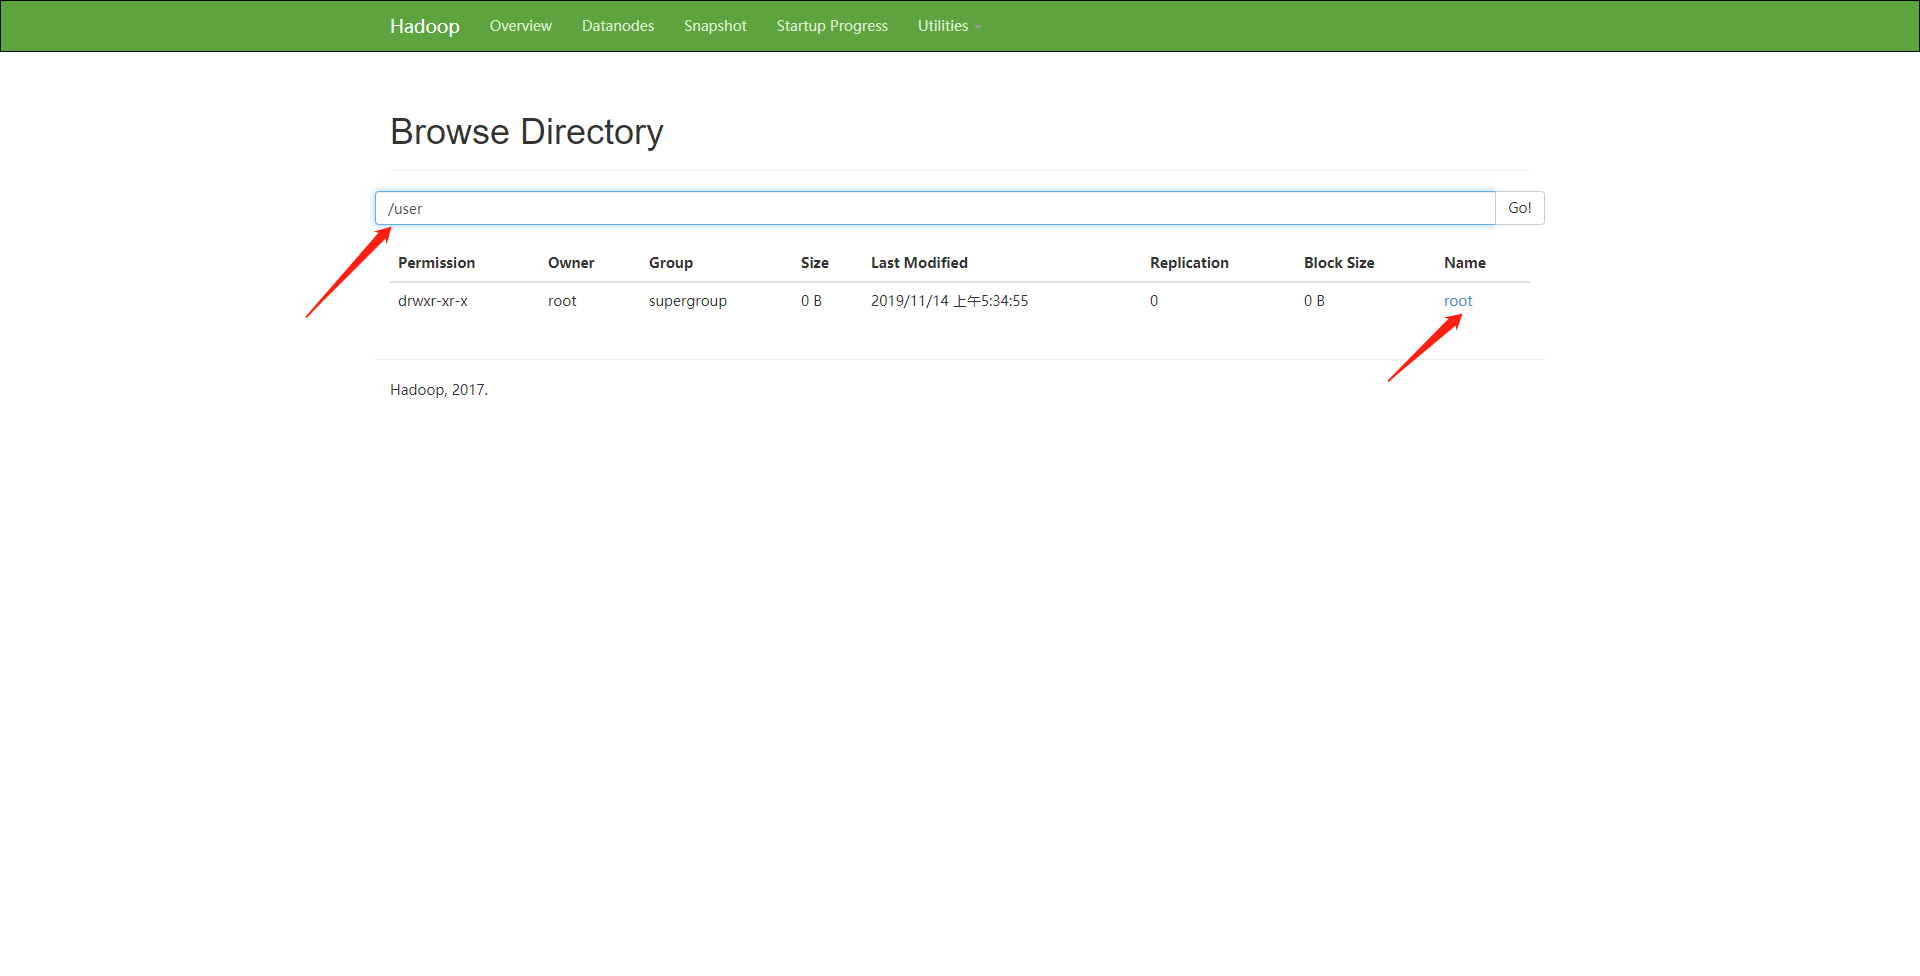 Hadoop Overview Datanodes Snapshot Startup Progress Utilities
Browse Directory
/user Go!
Permission Owner Group Size Last Modified Replication Block Size Name
drwxr-xr-x root supergroup 0 B 2019/11/14 上午5:34:55 0 0 B root
Hadoop, 2017.